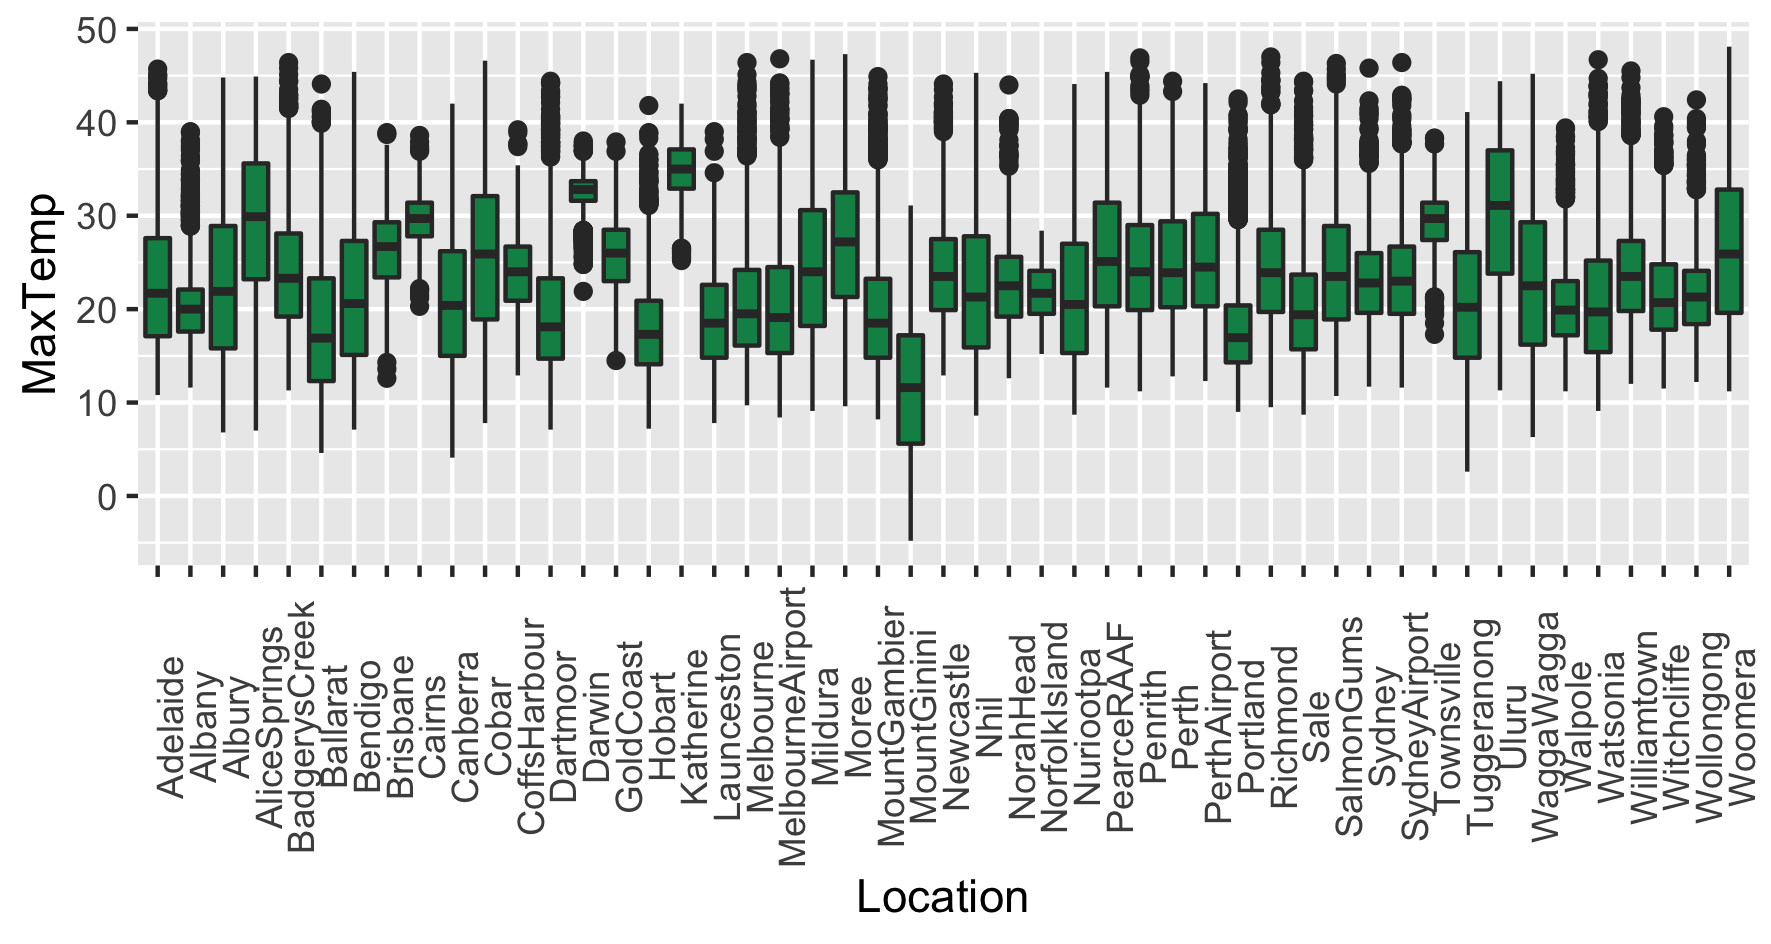 MaxTemp
50
40
30
20
10
0
Adelaide
Albany
Albury
AliceSprings
BadgerysCreek
Ballarat
Bendigo
Brisbane
Cairns
Canberra
Cobar
CoffsHarbour
Dartmoor
Darwin
GoldCoast
Hobart
Katherine
Launceston
Melbourne
MelbourneAirport
Mildura
Moree
MountGambier
MountGinini
Newcastle
Nhil
NorahHead
NorfolkIsland
Nuriootpa
PearceRAAF
Penrith
Perth
PerthAirport
Portland
Richmond
Sale
SalmonGums
Sydney
SydneyAirport
Townsville
Tuggeranong
Uluru
WaggaWagga
Walpole
Watsonia
Williamtown
Witchcliffe
Wollongong
Woomera
Location